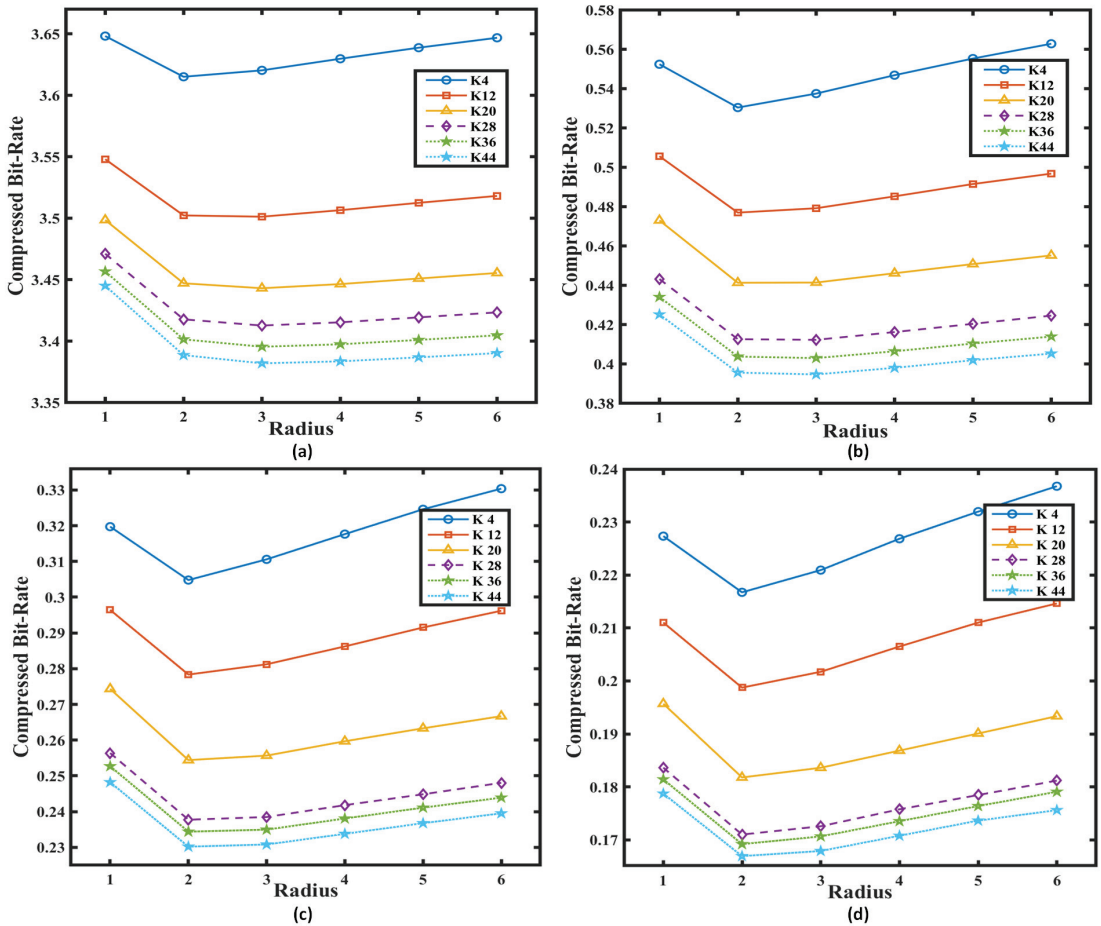 3.65
3.6
3.55
3.5
3.45
3.4
3.35
Compressed Bit-Rate
K4
K12
K20
K28
K36
K44
1 2 3 4 5 6
Radius
(a)
0.58
0.56
0.54
0.52
0.5
0.48
0.46
0.44
0.42
0.4
0.38
Compressed Bit-Rate
K4
K12
K20
K28
K36
K44
1 2 3 4 5 6
Radius
(b)
0.33
0.32
0.31
0.3
0.29
0.28
0.27
0.26
0.25
0.24
0.23
Compressed Bit-Rate
K 4
K 12
K 20
K 28
K 36
K 44
1 2 3 4 5 6
Radius
(c)
0.24
0.23
0.22
0.21
0.2
0.19
0.18
0.17
Compressed Bit-Rate
K 4
K 12
K 20
K 28
K 36
K 44
1 2 3 4 5 6
Radius
(d)